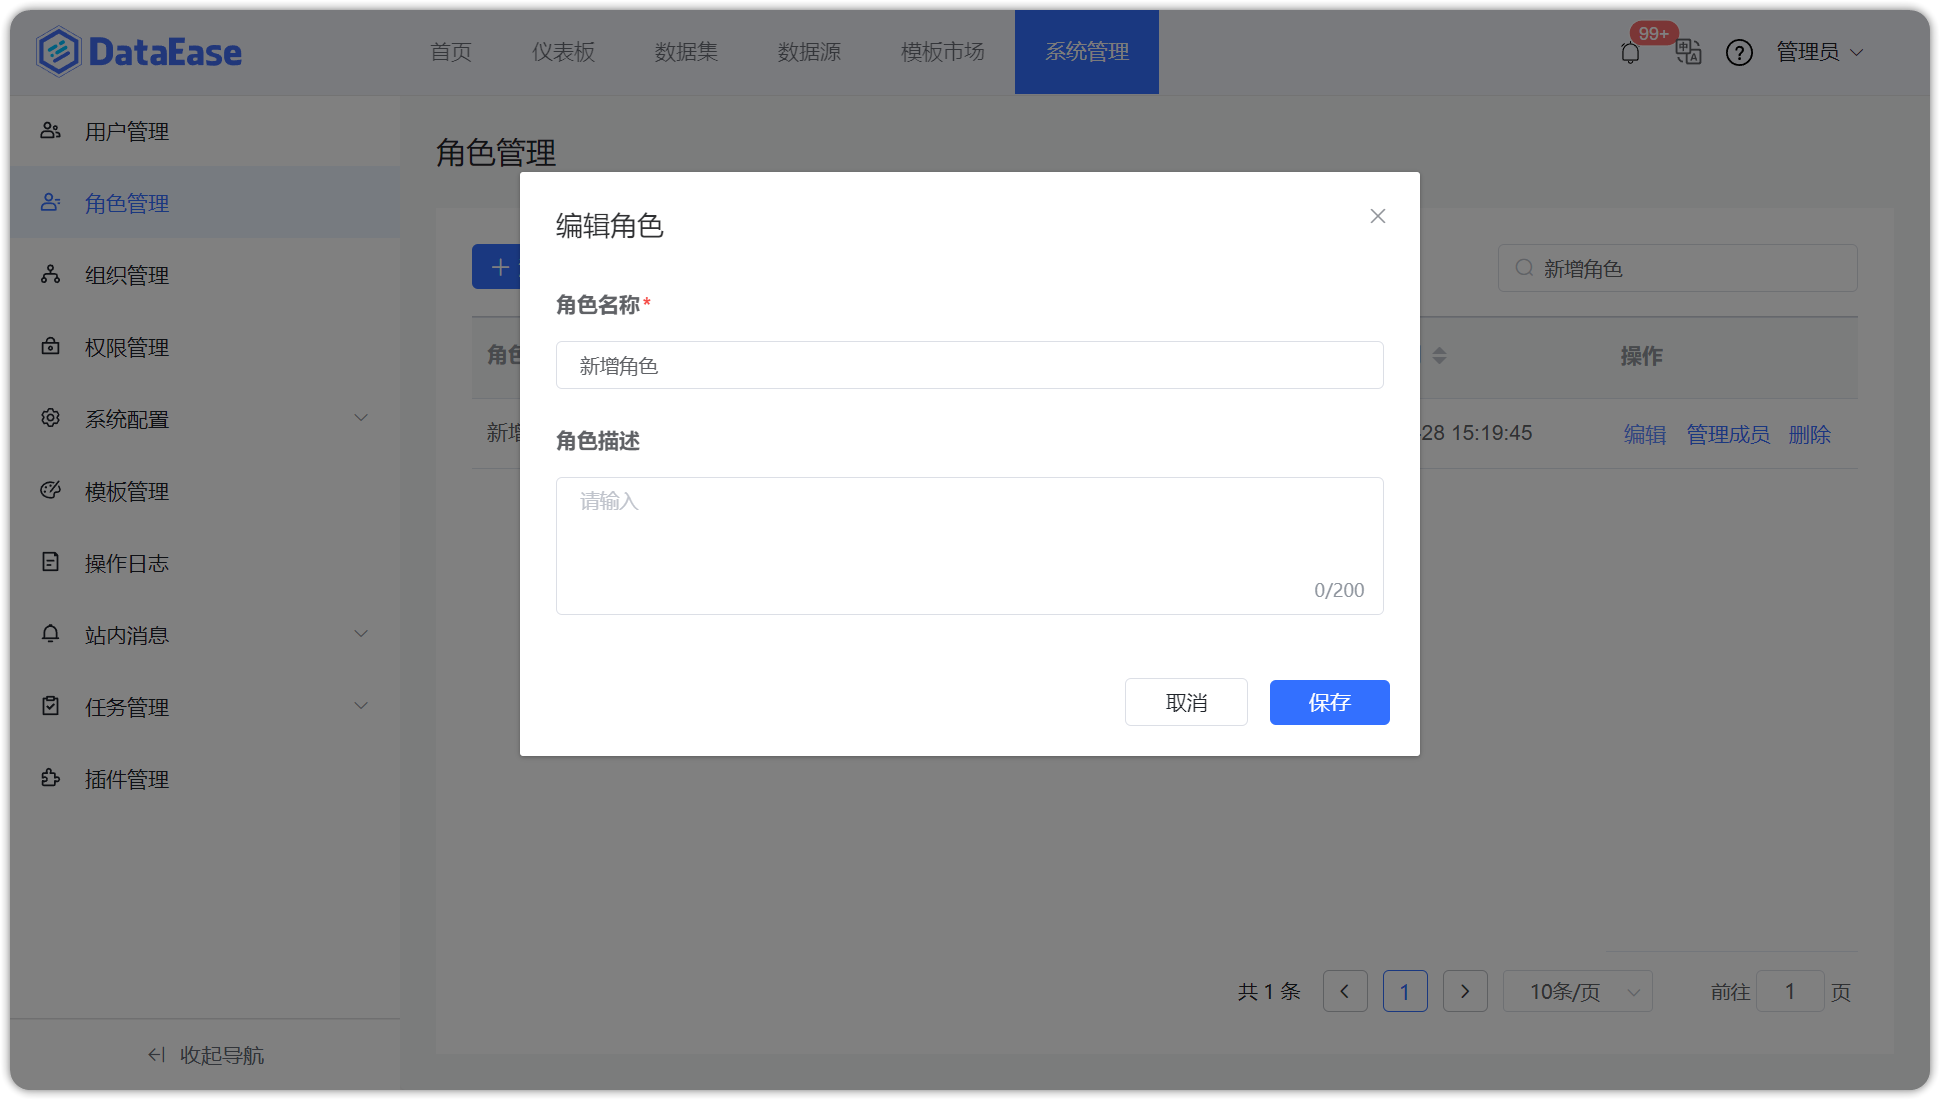 DataEase
首页 仪表板 数据集 数据源 模板市场 系统管理 99+ 管理员
用户管理
角色管理
组织管理
权限管理
系统配置
模板管理
操作日志
站内消息
任务管理
插件管理
收起导航
角色管理
新增角色
角色 操作
新增 28 15:19:45 编辑 管理成员 删除
编辑角色
角色名称*
新增角色
角色描述
请输入
0/200
取消 保存
共 1 条 1 10条/页 前往 1 页